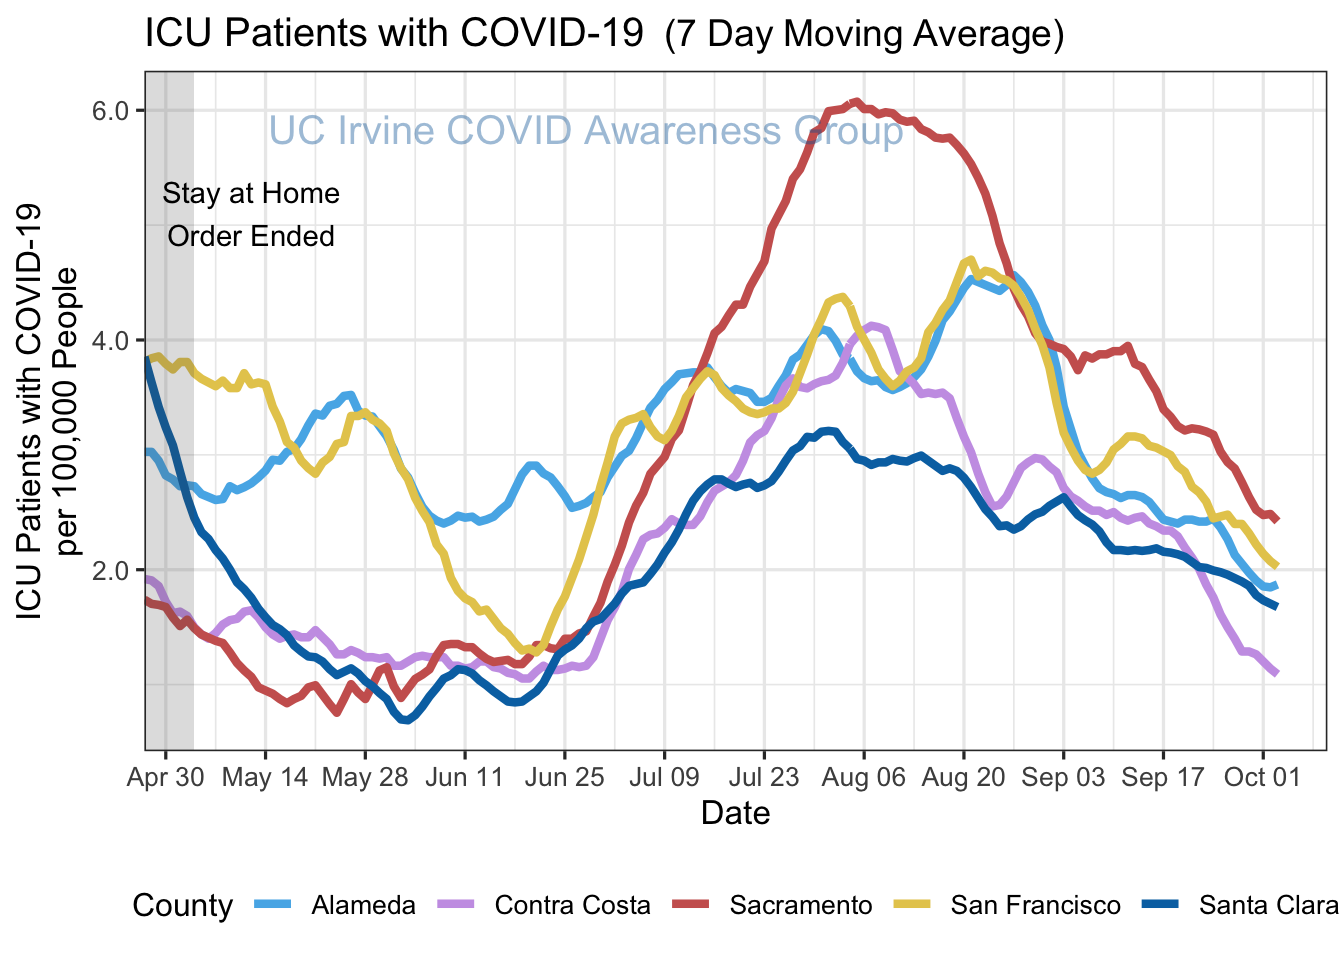 ICU Patients with COVID-19 (7 Day Moving Average)
ICU Patients with COVID-19
per 100,000 People
6.0
4.0
2.0
UC Irvine COVID Awareness Group
Stay at Home
Order Ended
Apr 30 May 14 May 28 Jun 11 Jun 25 Jul 09 Jul 23 Aug 06 Aug 20 Sep 03 Sep 17 Oct 01
Date
County Alameda Contra Costa Sacramento San Francisco Santa Clara